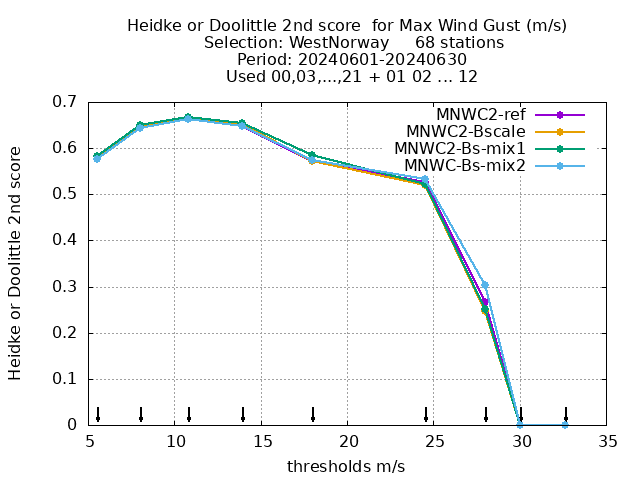 Heidke or Doolittle 2nd score  for Max Wind Gust (m/s)
Selection: WestNorway     68 stations
Period: 20240601-20240630
Used 00,03,...,21 + 01 02 ... 12
MNWC2-ref
MNWC2-Bscale
MNWC2-Bs-mix1
MNWC-Bs-mix2
Heidke or Doolittle 2nd score
0.7
0.6
0.5
0.4
0.3
0.2
0.1
0
5 10 15 20 25 30 35
thresholds m/s